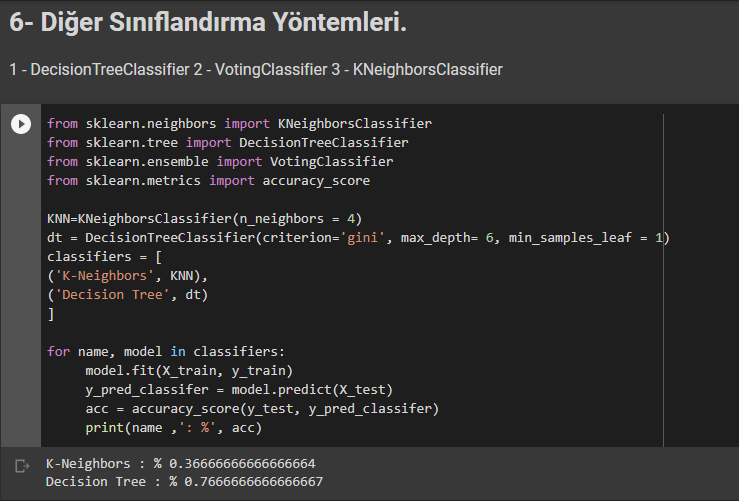 6- Diğer Sınıflandırma Yöntemleri.
1 - DecisionTreeClassifier 2 - VotingClassifier 3 - KNeighborsClassifier
from sklearn.neighbors import KNeighborsClassifier
from sklearn.tree import DecisionTreeClassifier
from sklearn.ensemble import VotingClassifier
from sklearn.metrics import accuracy_score

KNN=KNeighborsClassifier(n_neighbors = 4)
dt = DecisionTreeClassifier(criterion='gini', max_depth= 6, min_samples_leaf = 1)
classifiers = [
('K-Neighbors', KNN),
('Decision Tree', dt)
]

for name, model in classifiers:
     model.fit(X_train, y_train)
     y_pred_classifer = model.predict(X_test)
     acc = accuracy_score(y_test, y_pred_classifer)
     print(name ,': %', acc)
K-Neighbors : % 0.36666666666666664
Decision Tree : % 0.7666666666666667